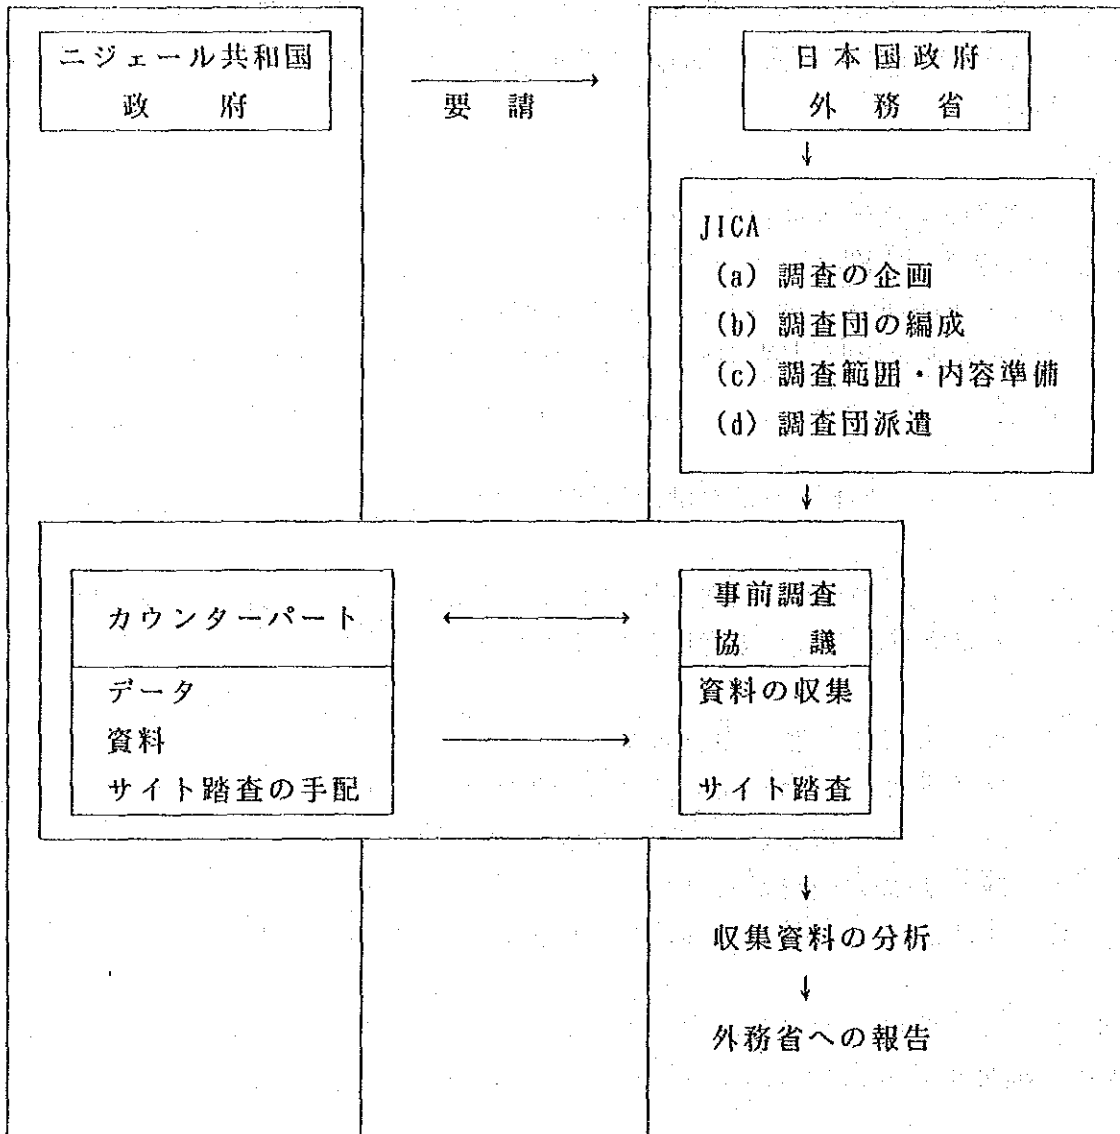 ニジェール共和国
政府
要請
日本国政府
外務省
JICA
(a) 調査の企画
(b) 調査団の編成
(c) 調査範囲・内容準備
(d) 調査団派遣
カウンターパート
事前調査
協議
データ
資料の収集
資料
サイト踏査の手配
サイト踏査
収集資料の分析
外務省への報告